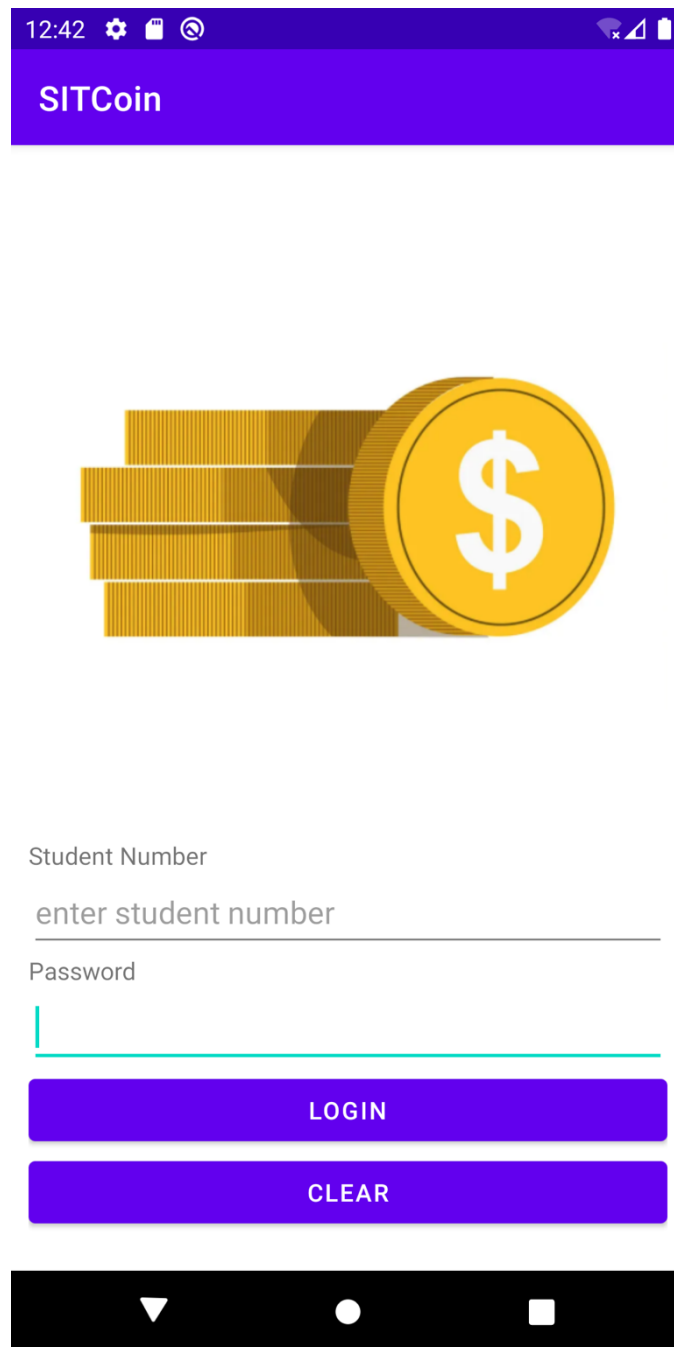 12:42
SITCoin
$
Student Number
enter student number
Password
LOGIN
CLEAR